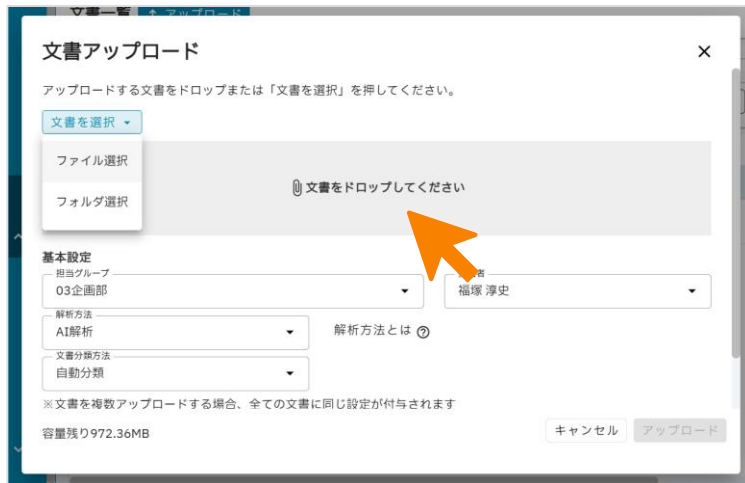 文書一覧 ↑ アップロード
文書アップロード
アップロードする文書をドロップまたは「文書を選択」を押してください。
文書を選択
ファイル選択
フォルダ選択
文書をドロップしてください
基本設定
担当グループ
03企画部
者
福塚 淳史
解析方法
AI解析
解析方法とは
文書分類方法
自動分類
※文書を複数アップロードする場合、全ての文書に同じ設定が付与されます
容量残り972.36MB
キャンセル
アップロード